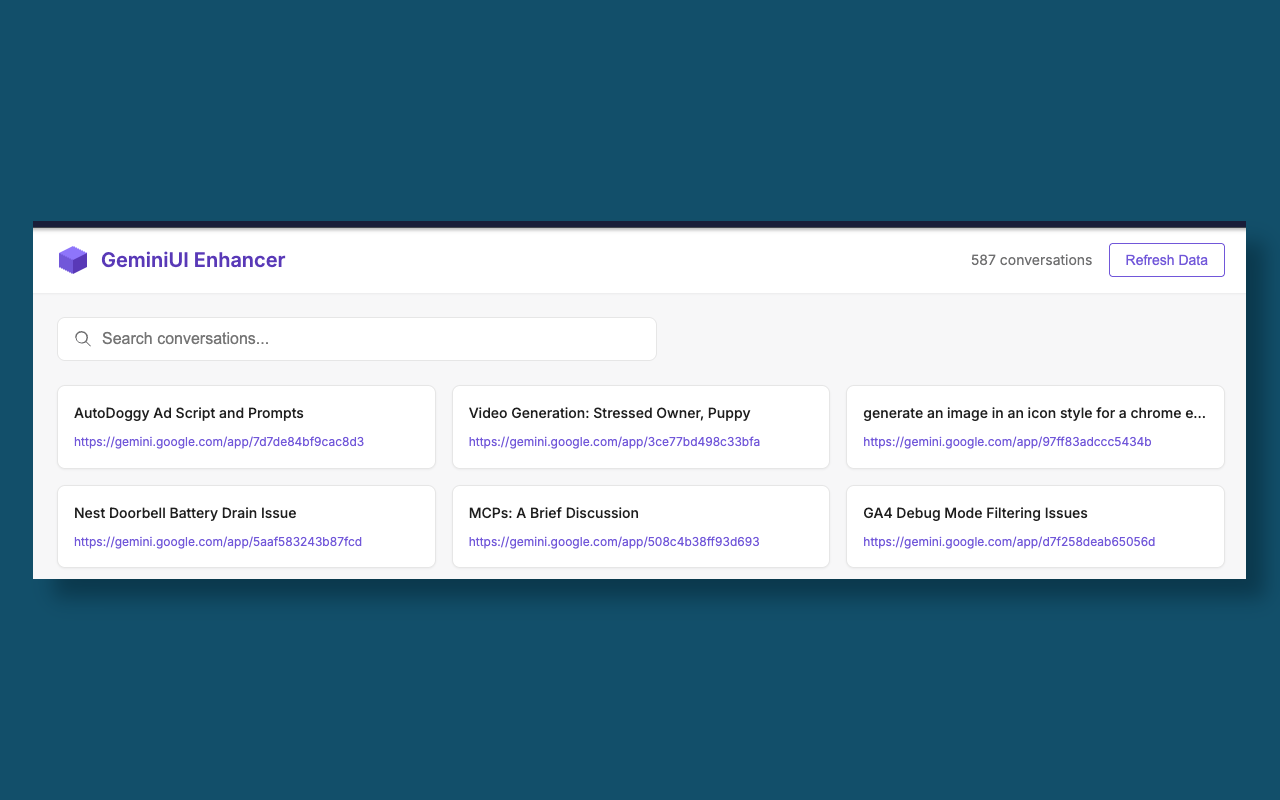 GeminiUI Enhancer
587 conversations
Refresh Data
Search conversations...
AutoDoggy Ad Script and Prompts
https://gemini.google.com/app/7d7de84bf9cac8d3
Video Generation: Stressed Owner, Puppy
https://gemini.google.com/app/3ce77bd498c33bfa
generate an image in an icon style for a chrome e...
https://gemini.google.com/app/97ff83adccc5434b
Nest Doorbell Battery Drain Issue
https://gemini.google.com/app/5aaf583243b87fcd
MCPs: A Brief Discussion
https://gemini.google.com/app/508c4b38ff93d693
GA4 Debug Mode Filtering Issues
https://gemini.google.com/app/d7f258deab65056d